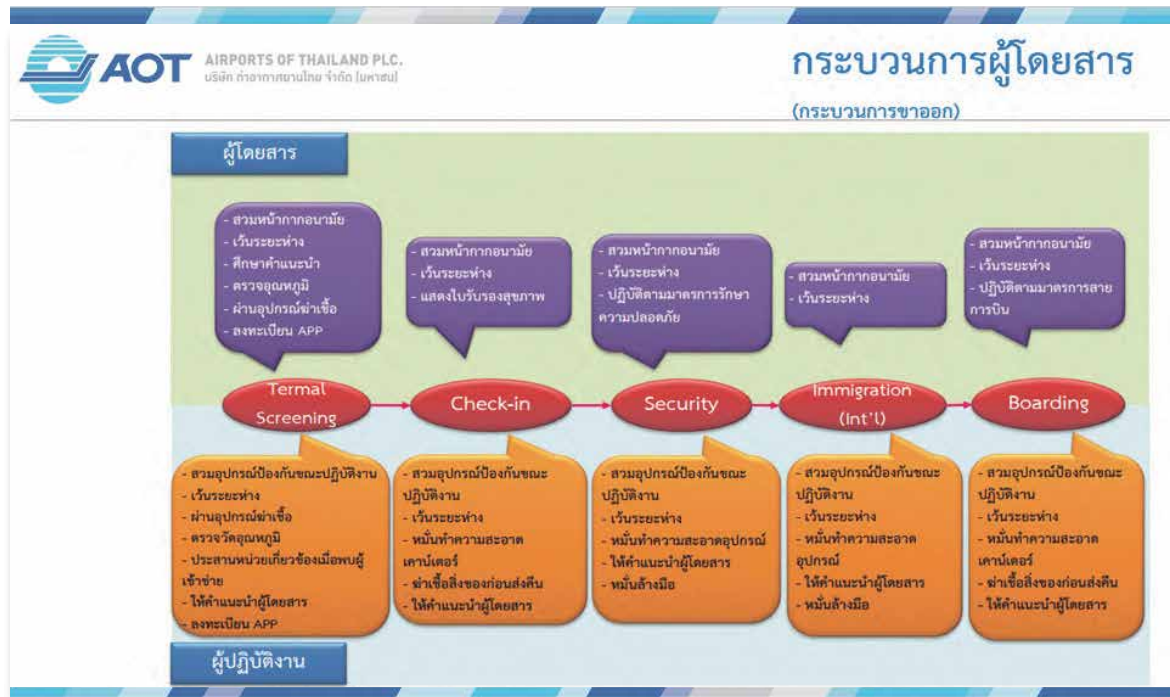 AOT
AIRPORTS OF THAILAND PLC.
บริษัท ท่าอากาศยานไทย จำกัด (มหาชน)
กระบวนการผู้โดยสาร
(กระบวนการขาออก)
ผู้โดยสาร
- สวมหน้ากากอนามัย
- เว้นระยะห่าง
- ศึกษาคำแนะนำ
- ตรวจอุณหภูมิ
- ผ่านอุปกรณ์ฆ่าเชื้อ
- ลงทะเบียน APP
- สวมหน้ากากอนามัย
- เว้นระยะห่าง
- แสดงใบรับรองสุขภาพ
- สวมหน้ากากอนามัย
- เว้นระยะห่าง
- ปฏิบัติตามมาตรการรักษา
ความปลอดภัย
- สวมหน้ากากอนามัย
- เว้นระยะห่าง
- สวมหน้ากากอนามัย
- เว้นระยะห่าง
- ปฏิบัติตามมาตรการสาย
การบิน
Termal
Screening
Check-in
Security
Immigration
(Int'l)
Boarding
- สวมอุปกรณ์ป้องกันขณะปฏิบัติงาน
- เว้นระยะห่าง
- ผ่านอุปกรณ์ฆ่าเชื้อ
- ตรวจวัดอุณหภูมิ
- ประสานหน่วยเกี่ยวข้องเมื่อพบผู้
เข้าข่าย
- ให้คำแนะนำผู้โดยสาร
- ลงทะเบียน APP
- สวมอุปกรณ์ป้องกันขณะ
ปฏิบัติงาน
- เว้นระยะห่าง
- หมั่นทำความสะอาด
เคาน์เตอร์
- ฆ่าเชื้อสิ่งของก่อนส่งคืน
- ให้คำแนะนำผู้โดยสาร
- สวมอุปกรณ์ป้องกันขณะ
ปฏิบัติงาน
- เว้นระยะห่าง
- หมั่นทำความสะอาดอุปกรณ์
- ให้คำแนะนำผู้โดยสาร
- หมั่นล้างมือ
- สวมอุปกรณ์ป้องกันขณะ
ปฏิบัติงาน
- เว้นระยะห่าง
- หมั่นทำความสะอาด
อุปกรณ์
- ให้คำแนะนำผู้โดยสาร
- หมั่นล้างมือ
- สวมอุปกรณ์ป้องกันขณะ
ปฏิบัติงาน
- เว้นระยะห่าง
- หมั่นทำความสะอาด
เคาน์เตอร์
- ฆ่าเชื้อสิ่งของก่อนส่งคืน
- ให้คำแนะนำผู้โดยสาร
ผู้ปฏิบัติงาน